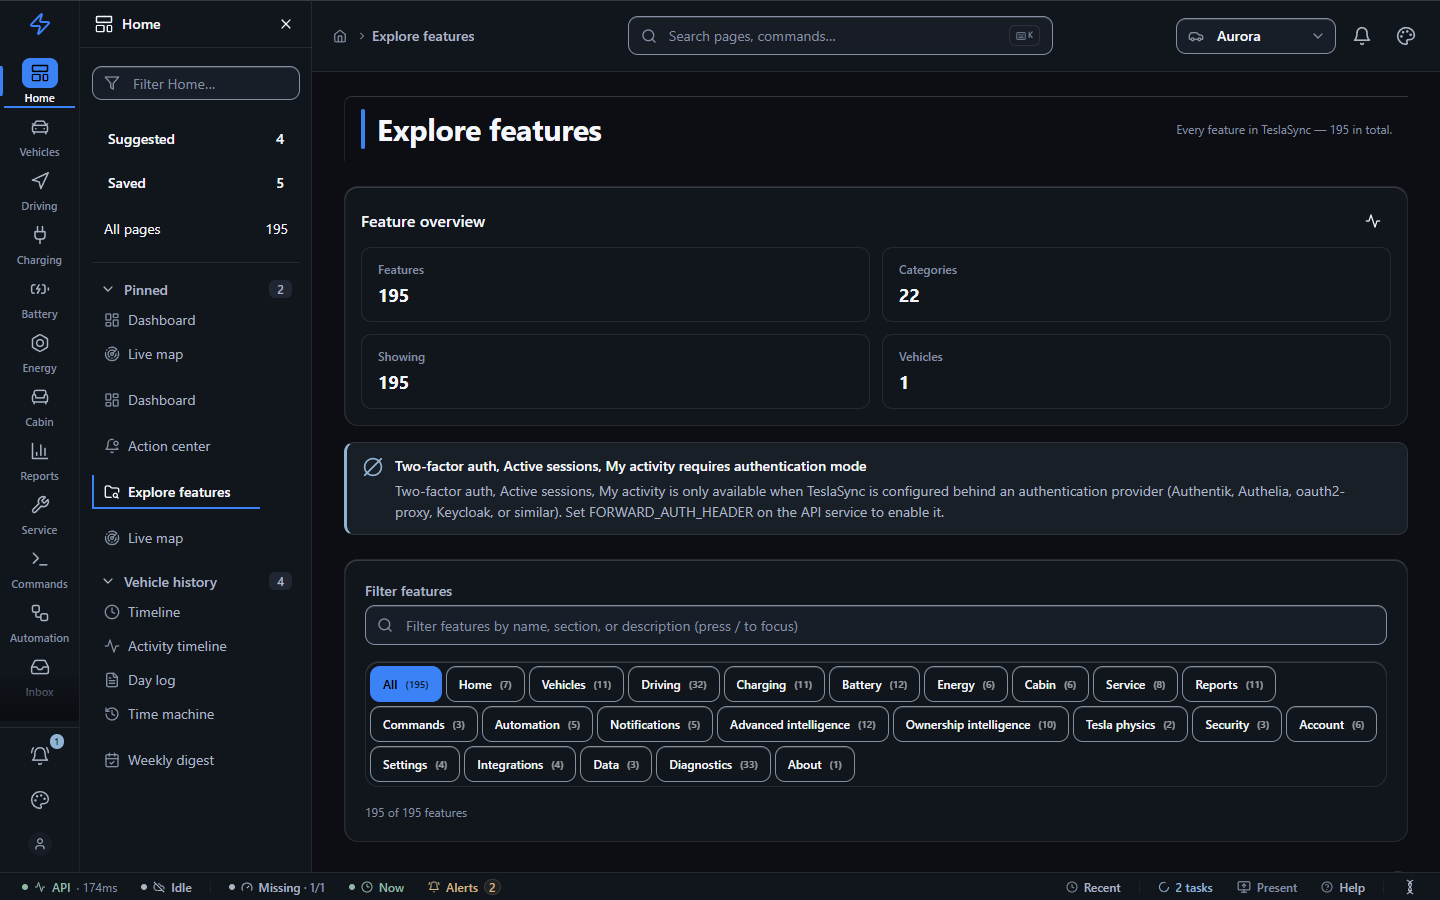 Home
Vehicles
Driving
Charging
Battery
Energy
Cabin
Reports
Service
Commands
Automation
Inbox
1
Home
Filter Home...
Suggested 4
Saved 5
All pages 195
Pinned 2
Dashboard
Live map
Dashboard
Action center
Explore features
Live map
Vehicle history 4
Timeline
Activity timeline
Day log
Time machine
Weekly digest
Explore features
Search pages, commands...
K
Aurora
Explore features
Every feature in TeslaSync — 195 in total.
Feature overview
Features
195
Categories
22
Showing
195
Vehicles
1
Two-factor auth, Active sessions, My activity requires authentication mode
Two-factor auth, Active sessions, My activity is only available when TeslaSync is configured behind an authentication provider (Authentik, Authelia, oauth2-
proxy, Keycloak, or similar). Set FORWARD_AUTH_HEADER on the API service to enable it.
Filter features
Filter features by name, section, or description (press / to focus)
All (195) Home (7) Vehicles (11) Driving (32) Charging (11) Battery (12) Energy (6) Cabin (6) Service (8) Reports (11)
Commands (3) Automation (5) Notifications (5) Advanced intelligence (12) Ownership intelligence (10) Tesla physics (2) Security (3) Account (6)
Settings (4) Integrations (4) Data (3) Diagnostics (33) About (1)
195 of 195 features
API · 174ms Idle Missing · 1/1 Now Alerts 2 Recent 2 tasks Present Help